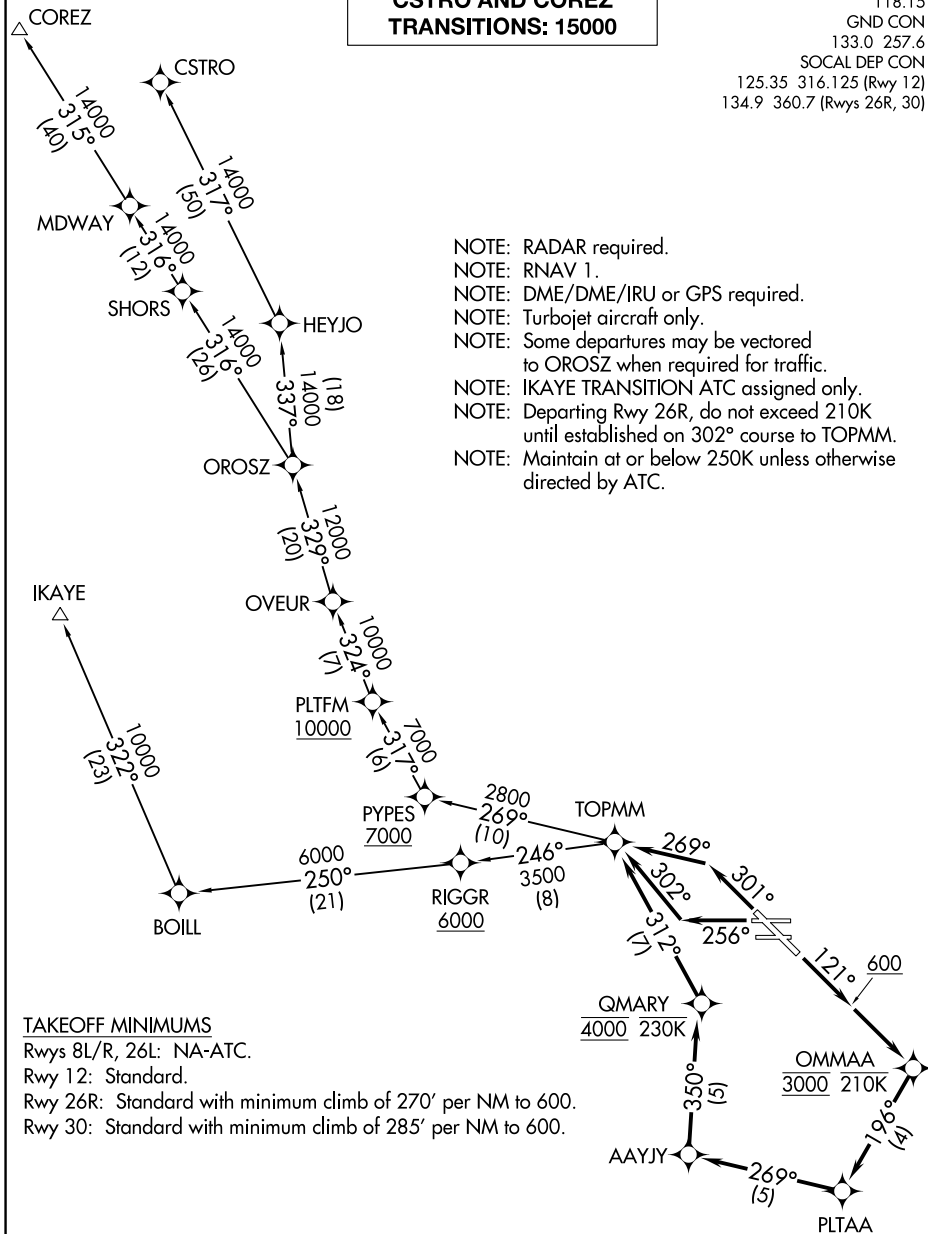 CSTRO AND COREZ
TRANSITIONS: 15000
118.15
GND CON
133.0 257.6
SOCAL DEP CON
125.35 316.125 (Rwy 12)
134.9 360.7 (Rwys 26R, 30)
COREZ
CSTRO
14000
315°
(40)
14000
317°
(50)
MDWAY
14000
316°
(12)
SHORS
HEYJO
14000
316°
(26)
(18)
14000
337°
OROSZ
NOTE: RADAR required.
NOTE: RNAV 1.
NOTE: DME/DME/IRU or GPS required.
NOTE: Turbojet aircraft only.
NOTE: Some departures may be vectored
to OROSZ when required for traffic.
NOTE: IKAYE TRANSITION ATC assigned only.
NOTE: Departing Rwy 26R, do not exceed 210K
until established on 302° course to TOPMM.
NOTE: Maintain at or below 250K unless otherwise
directed by ATC.
12000
329°
(20)
IKAYE
OVEUR
10000
324°
(7)
PLTFM
10000
10000
322°
(23)
7000
317°
(6)
PYPES
7000
2800
269°
(10)
TOPMM
6000
250°
(21)
246°
3500
(8)
RIGGR
6000
BOILL
269°
301°
302°
256°
312°
(7)
121°
600
QMARY
4000 230K
OMMAA
3000 210K
350°
(5)
196°
(4)
AAYJY
269°
(5)
PLTAA
TAKEOFF MINIMUMS
Rwys 8L/R, 26L: NA-ATC.
Rwy 12: Standard.
Rwy 26R: Standard with minimum climb of 270' per NM to 600.
Rwy 30: Standard with minimum climb of 285' per NM to 600.